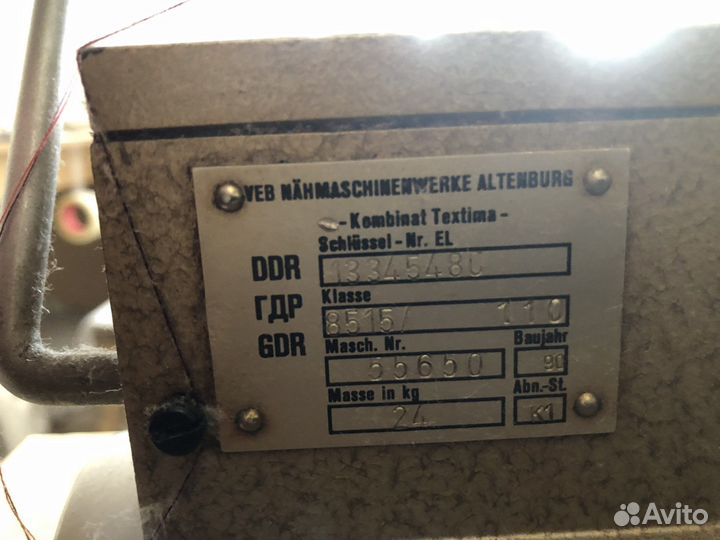 VEB NÄHMASCHINENWERKE ALTENBURG
-Kombinat Textima-
Schlüssel-Nr. EL
DDR 1334548C
Klasse
ГДР 8515/ 110
Masch. Nr. Baujahr
GDR 55650 90
Masse in kg Abn.-St.
24 K1
Avito